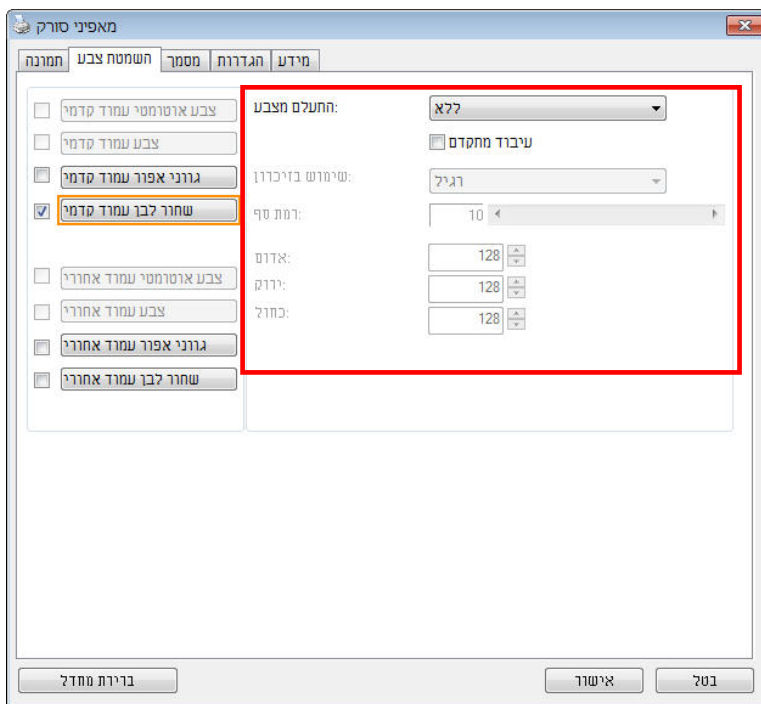 מאפיני סורק
תמונה
השמטת צבע
מסמך
הגדרות
מידע
צבע אוטומטי עמוד קדמי
צבע עמוד קדמי
גווני אפור עמוד קדמי
שחור לבן עמוד קדמי
צבע אוטומטי עמוד אחורי
צבע עמוד אחורי
גווני אפור עמוד אחורי
שחור לבן עמוד אחורי
התעלם מצבע:
ללא
עיבוד מתקדם
שימוש בזיכרון:
רגיל
רמת סף:
10
אדום:
128
ירוק:
128
כחול:
128
ברירת מחדל
אישור
בטל